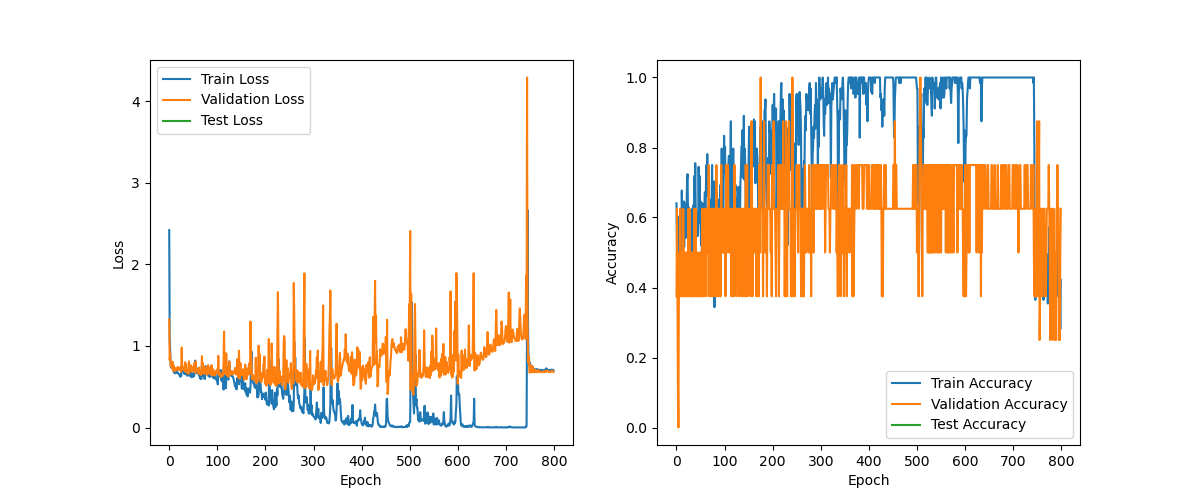 Train Loss
Validation Loss
Test Loss
Loss
4
3
2
1
0
0 100 200 300 400 500 600 700 800
Epoch
Accuracy
1.0
0.8
0.6
0.4
0.2
0.0
Train Accuracy
Validation Accuracy
Test Accuracy
0 100 200 300 400 500 600 700 800
Epoch